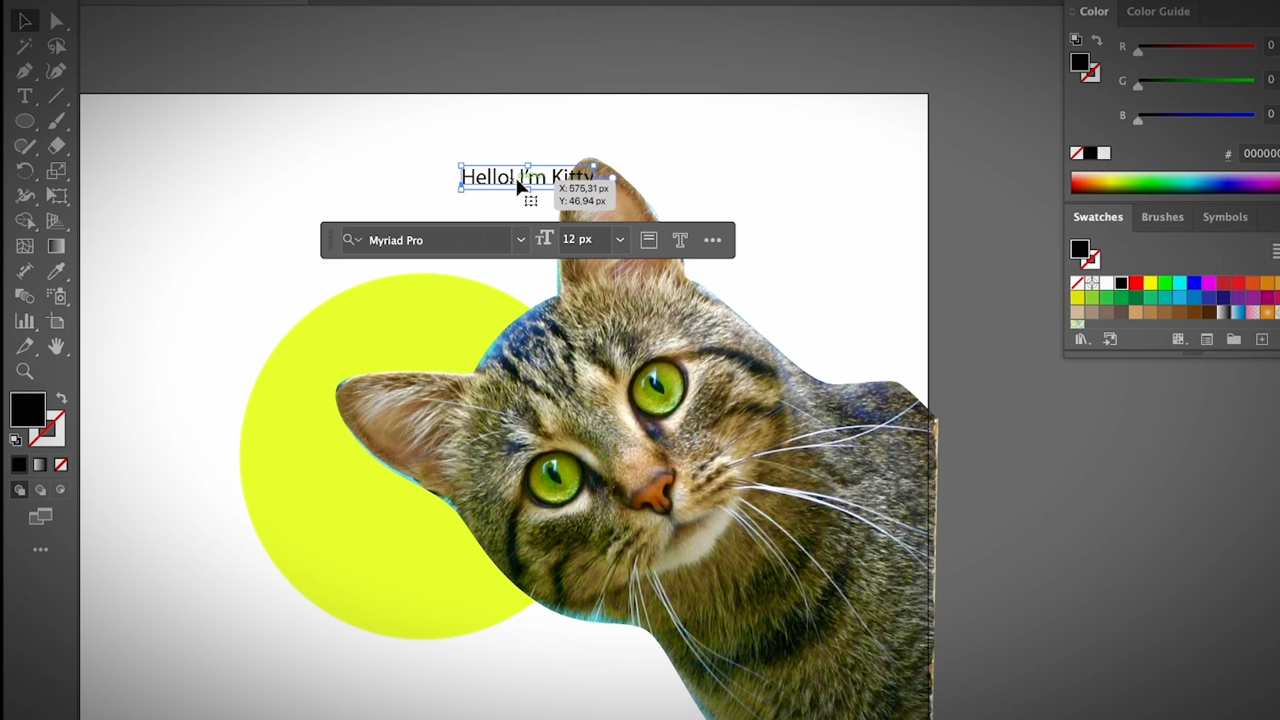 Color Color Guide
R 0
G 0
B 0
# 000000
Hello! I'm Kitty
X: 575,31 px
Y: 46,94 px
Myriad Pro 12 px
Swatches Brushes Symbols